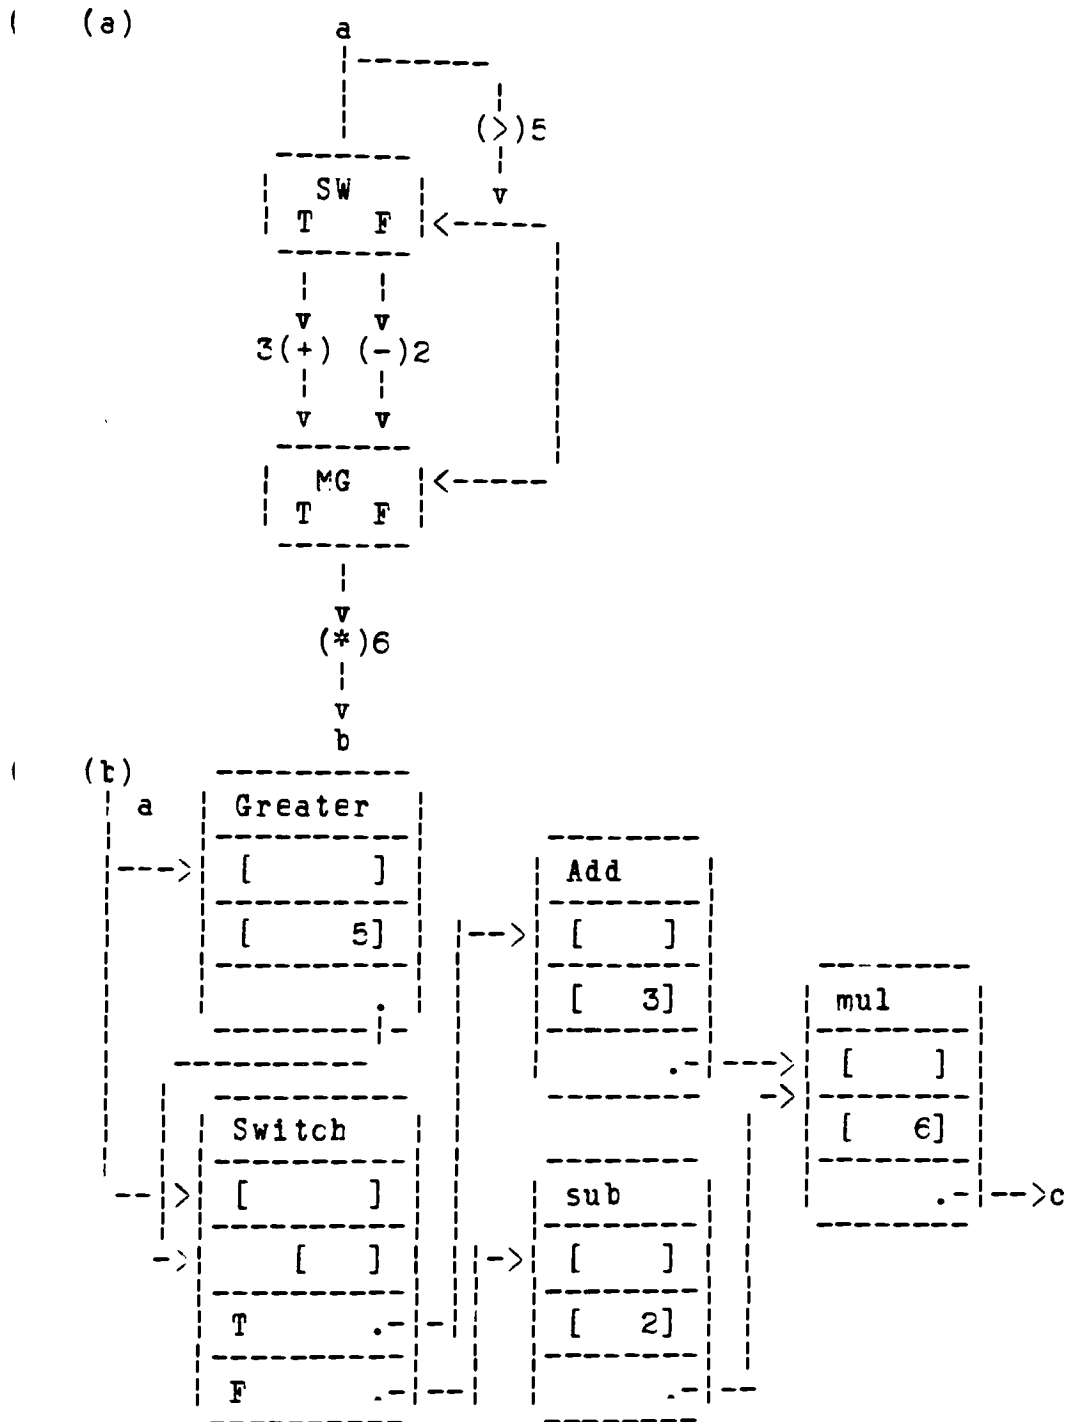 (a)
a
(>)5
SW
T F
3(+) (-)2
MG
T F
(*)6
b
(b)
a
Greater
[ ]
[ 5]
Add
[ ]
[ 3]
mul
[ ]
[ 6]
c
Switch
[ ]
[ ]
T
F
sub
[ ]
[ 2]